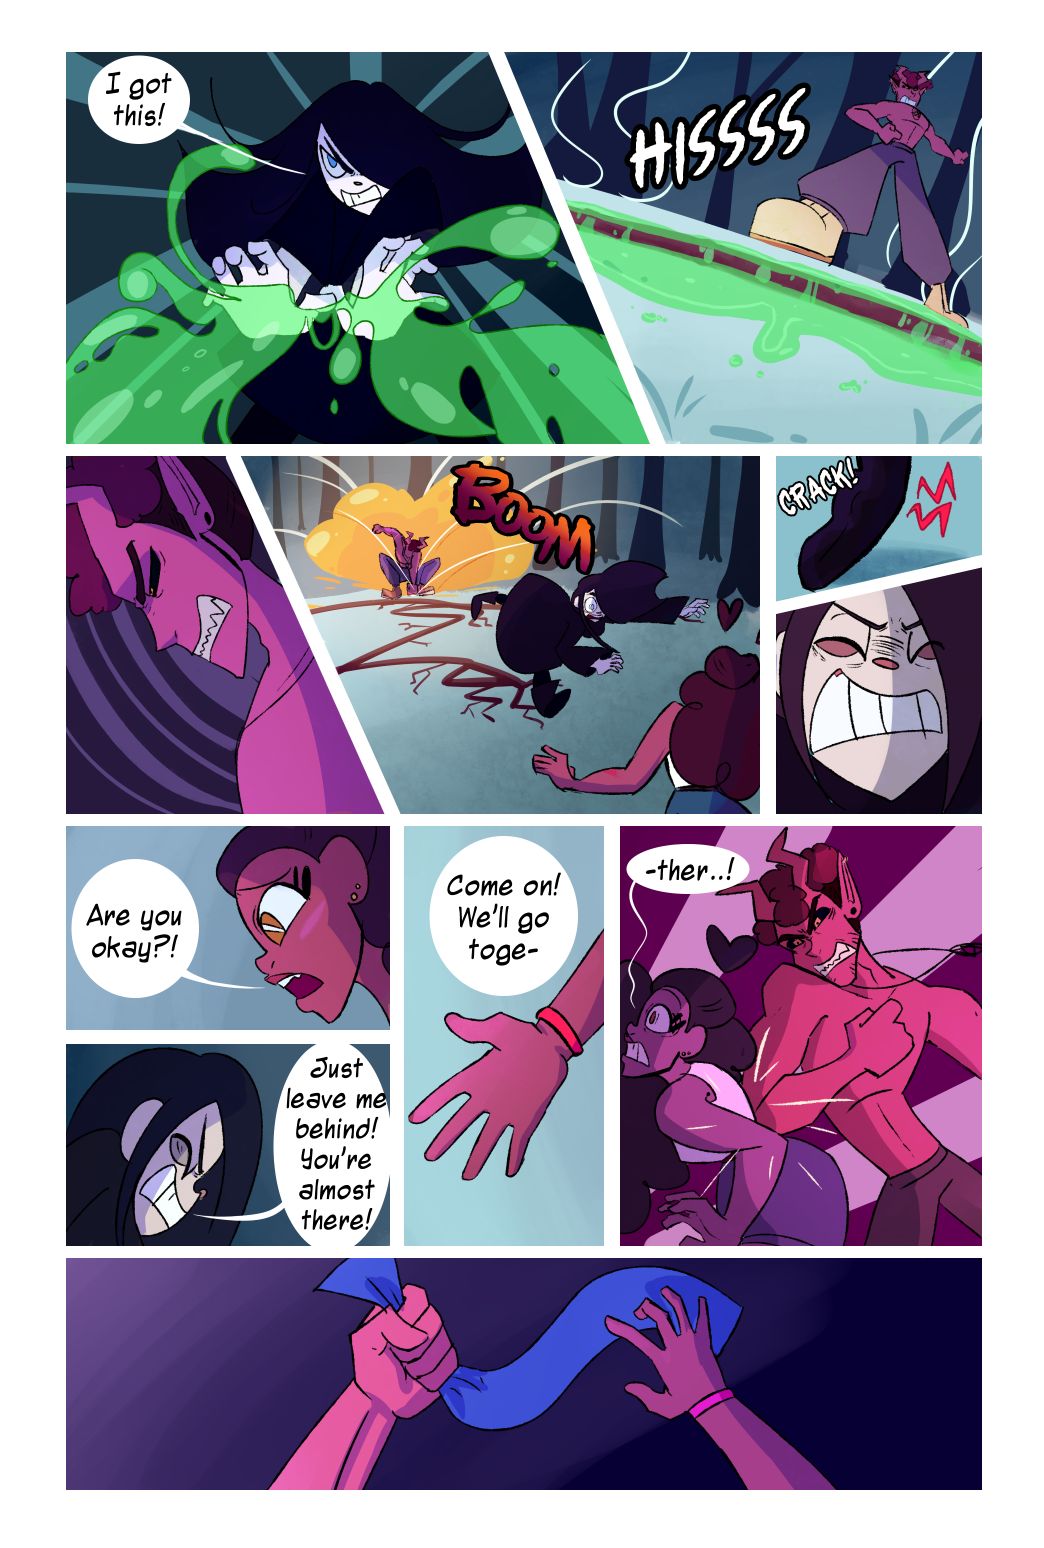 I got
this!
HISSSS
BOOM
CRACK!
Are you
okay?!
Just
leave me
behind!
You're
almost
there!
Come on!
We'll go
toge-
-ther..!